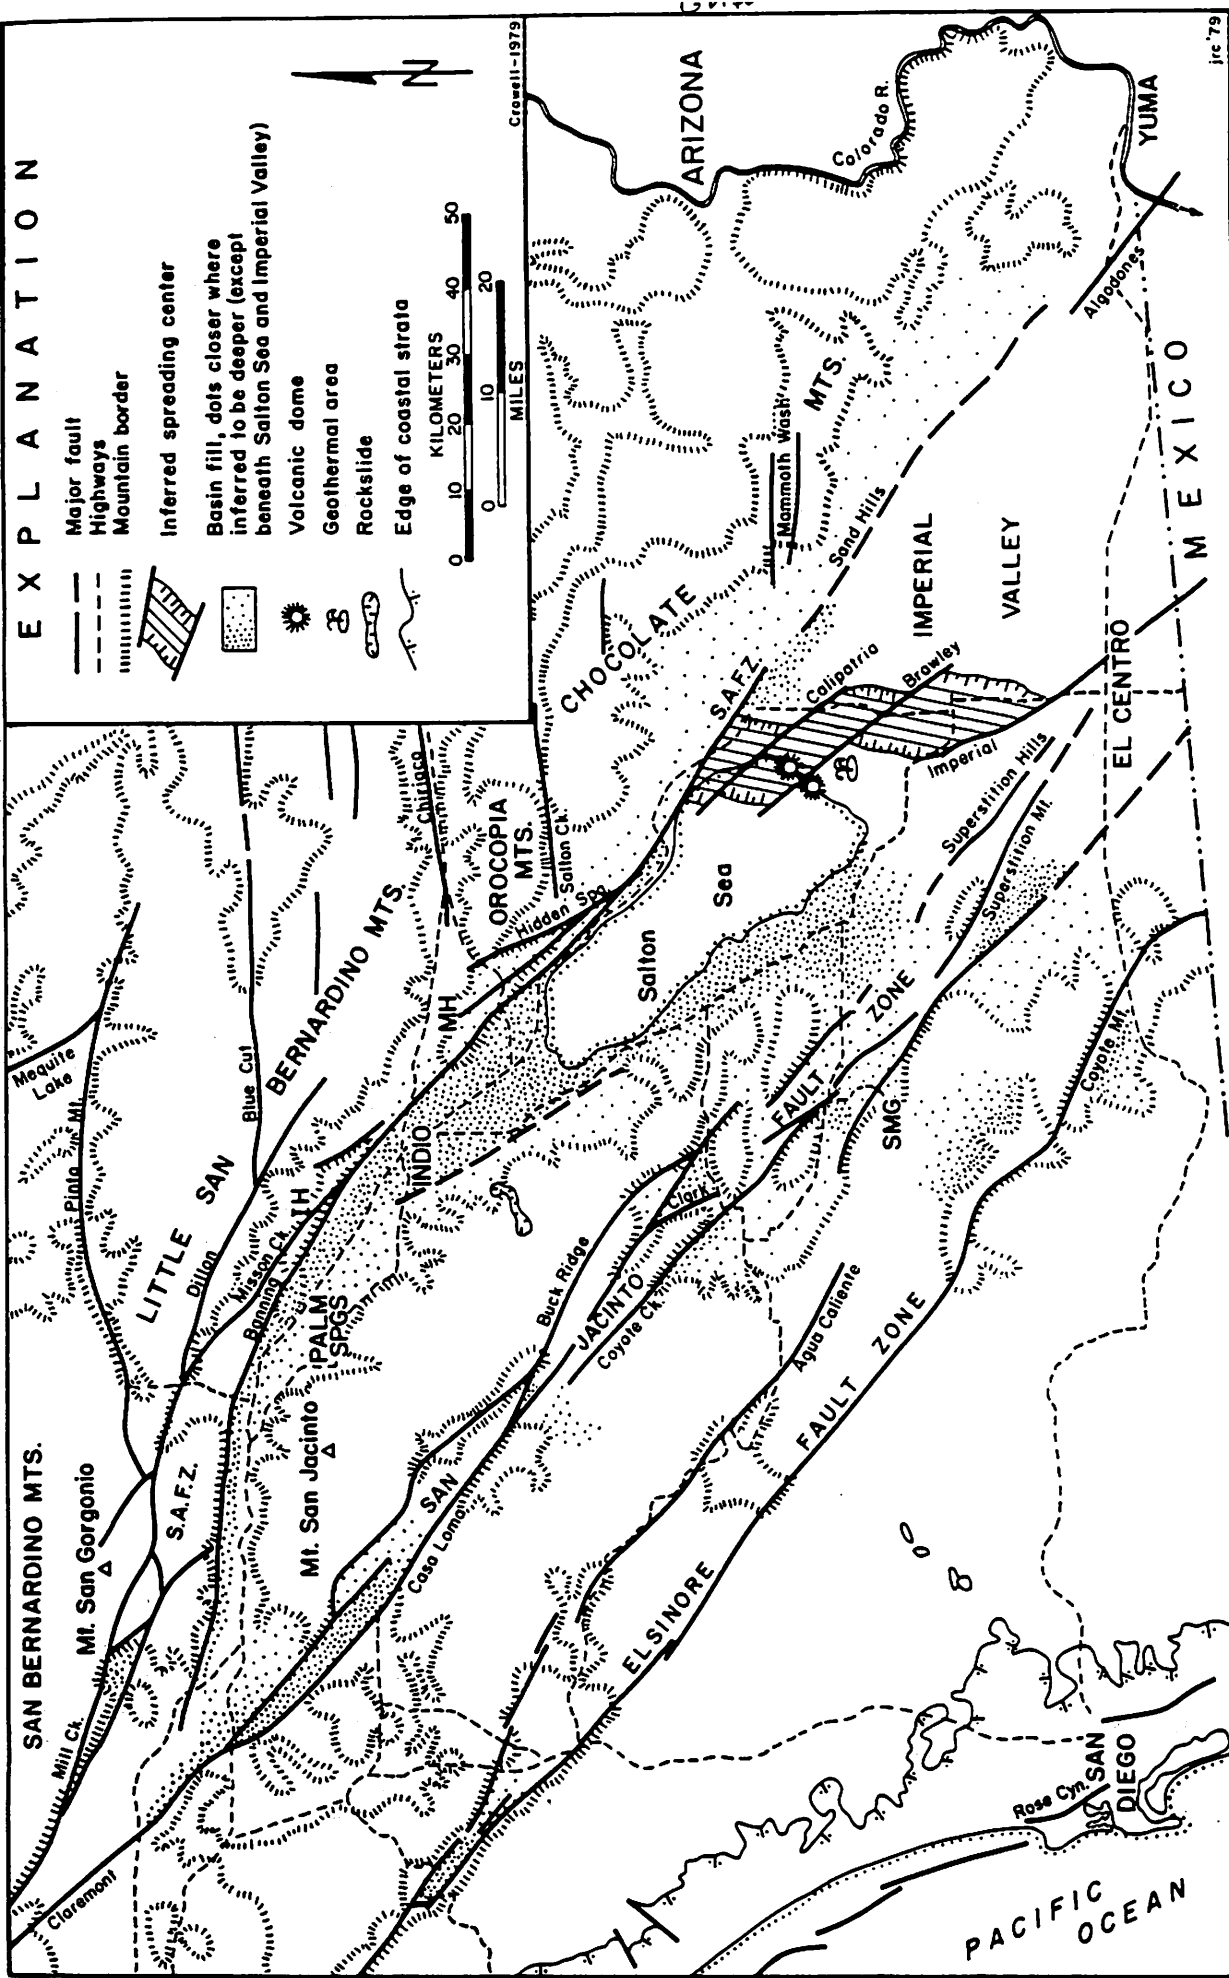 EXPLANATION
Major fault
Highways
Mountain border
Inferred spreading center
Basin fill, dots closer where
inferred to be deeper (except
beneath Salton Sea and Imperial Valley)
Volcanic dome
Geothermal area
Rockslide
Edge of coastal strata
KILOMETERS
0 10 20 30 40 50
0 10 20
MILES
N
Crowell-1979
SAN BERNARDINO MTS.
Mt. San Gorgonio
Mill Ck.
S.A.F.Z.
Claremont
Mequite
Lake
Pinto Mt.
Blue Cut
LITTLE SAN BERNARDINO MTS.
Dillon
Misson Ck.
Banning
IH
PALM
SPGS
Mt. San Jacinto
INDIO
MH
Chiriaco
OROCOPIA
MTS.
Hidden Spg.
Salton Ck.
CHOCOLATE MTS.
Mammoth Wash
Sand Hills
ARIZONA
Colorado R.
YUMA
Algodones
MEXICO
S.A.F.Z.
Calipatria
Brawley
Imperial
IMPERIAL
VALLEY
EL CENTRO
Salton Sea
Superstition Hills
Superstition Mt.
SAN JACINTO FAULT ZONE
Casa Loma
Buck Ridge
Clark L.
Coyote Ck.
SMG
Coyote Mt.
Agua Caliente
ELSINORE FAULT ZONE
Rose Cyn.
SAN
DIEGO
PACIFIC
OCEAN
jrc '79